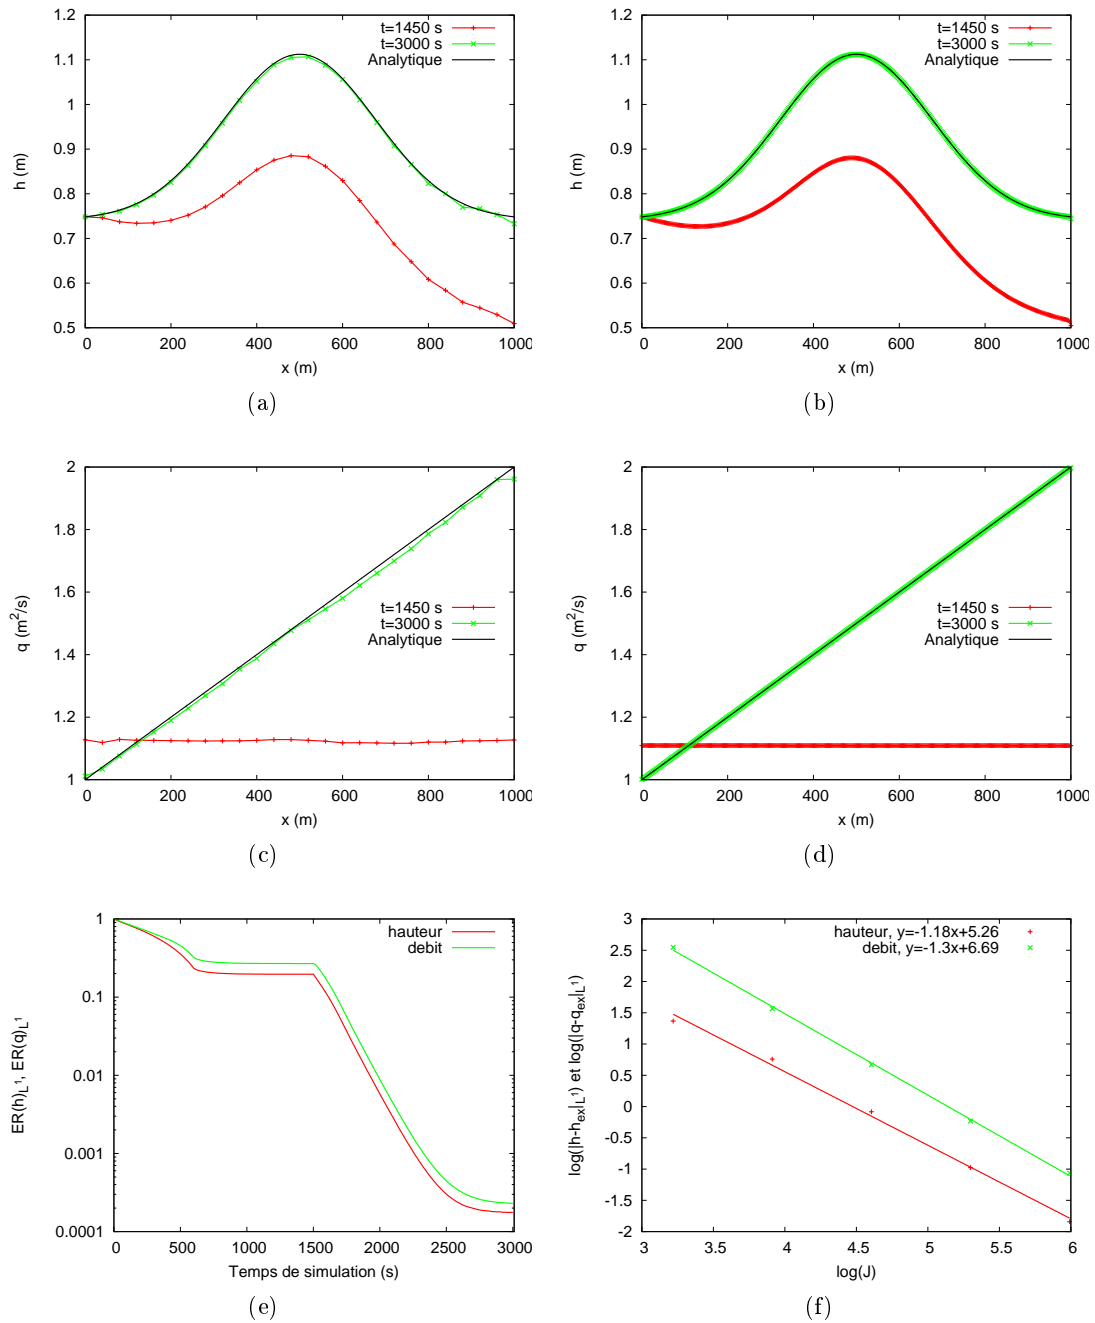 1.2
1.1
1
0.9
0.8
0.7
0.6
0.5
h (m)
0 200 400 600 800 1000
x (m)
t=1450 s
t=3000 s
Analytique
(a)
1.2
1.1
1
0.9
0.8
0.7
0.6
0.5
h (m)
0 200 400 600 800 1000
x (m)
t=1450 s
t=3000 s
Analytique
(b)
2
1.8
1.6
1.4
1.2
1
q (m²/s)
0 200 400 600 800 1000
x (m)
t=1450 s
t=3000 s
Analytique
(c)
2
1.8
1.6
1.4
1.2
1
q (m²/s)
0 200 400 600 800 1000
x (m)
t=1450 s
t=3000 s
Analytique
(d)
1
0.1
0.01
0.001
0.0001
ER(h)_L¹, ER(q)_L¹
0 500 1000 1500 2000 2500 3000
Temps de simulation (s)
hauteur
debit
(e)
3
2.5
2
1.5
1
0.5
0
-0.5
-1
-1.5
-2
log(|h-h_ex|_L¹) et log(|q-q_ex|_L¹)
3 3.5 4 4.5 5 5.5 6
log(J)
hauteur, y=-1.18x+5.26
debit, y=-1.3x+6.69
(f)